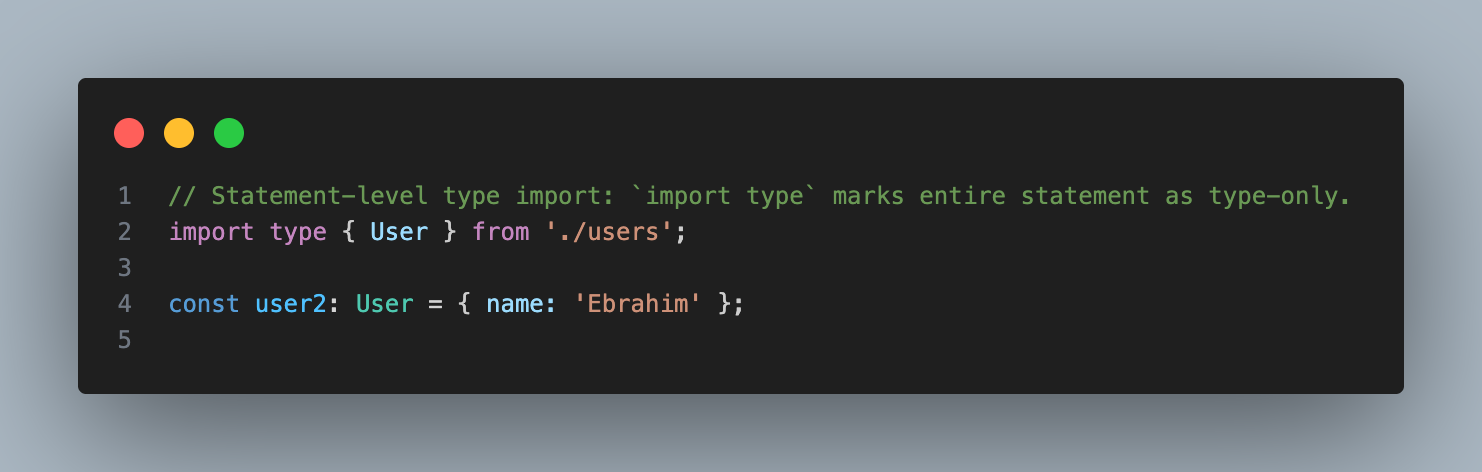 1 // Statement-level type import: `import type` marks entire statement as type-only.
2 import type { User } from './users';
3
4 const user2: User = { name: 'Ebrahim' };
5